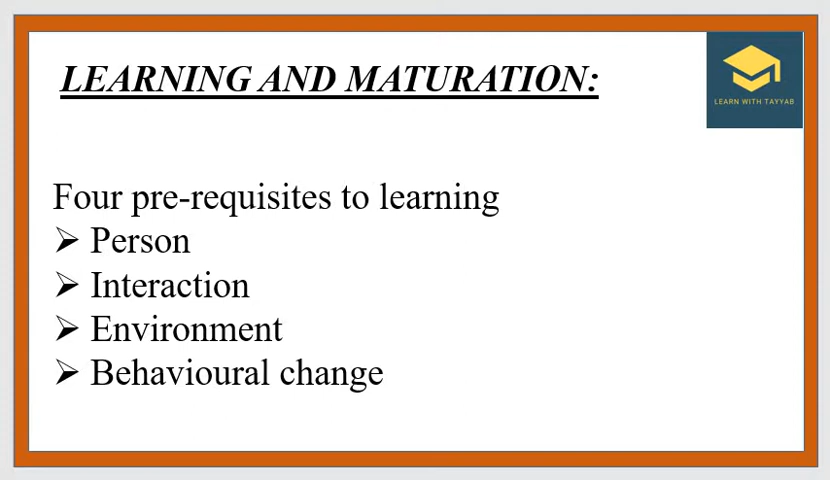 LEARNING AND MATURATION:
LEARN WITH TAYYAB
Four pre-requisites to learning
➢ Person
➢ Interaction
➢ Environment
➢ Behavioural change